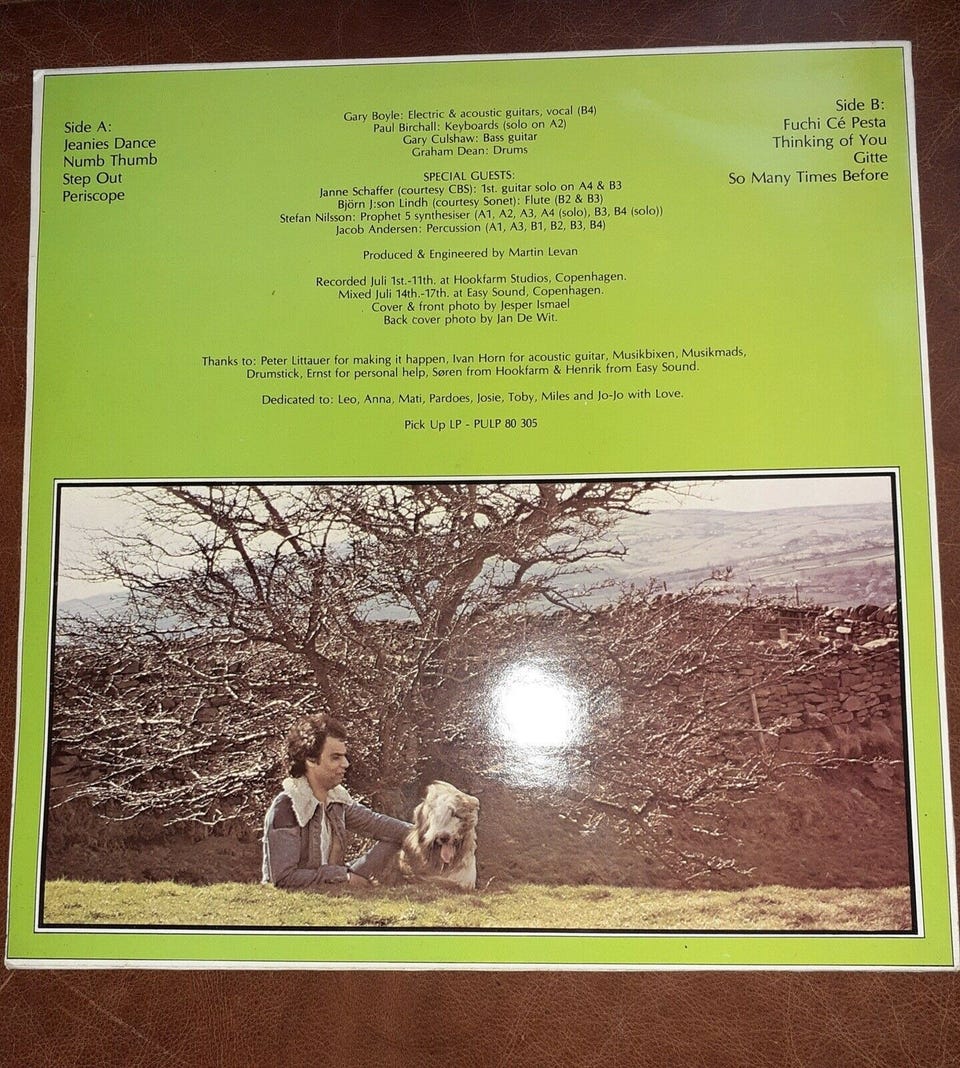 Side A:
Jeanies Dance
Numb Thumb
Step Out
Periscope
Gary Boyle: Electric & acoustic guitars, vocal (B4)
Paul Birchall: Keyboards (solo on A2)
Gary Culshaw: Bass guitar
Graham Dean: Drums
SPECIAL GUESTS:
Janne Schaffer (courtesy CBS): 1st. guitar solo on A4 & B3
Björn J:son Lindh (courtesy Sonet): Flute (B2 & B3)
Stefan Nilsson: Prophet 5 synthesiser (A1, A2, A3, A4 (solo), B3, B4 (solo))
Jacob Andersen: Percussion (A1, A3, B1, B2, B3, B4)
Produced & Engineered by Martin Levan
Recorded Juli 1st.-11th. at Hookfarm Studios, Copenhagen.
Mixed Juli 14th.-17th. at Easy Sound, Copenhagen.
Cover & front photo by Jesper Ismael
Back cover photo by Jan De Wit.
Thanks to: Peter Littauer for making it happen, Ivan Horn for acoustic guitar, Musikbixen, Musikmads,
Drumstick, Ernst for personal help, Søren from Hookfarm & Henrik from Easy Sound.
Dedicated to: Leo, Anna, Mati, Pardoes, Josie, Toby, Miles and Jo-Jo with Love.
Pick Up LP - PULP 80 305
Side B:
Fuchi Cé Pesta
Thinking of You
Gitte
So Many Times Before